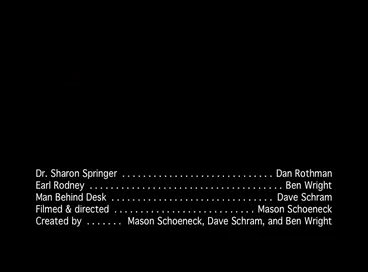 Dr. Sharon Springer ............................. Dan Rothman
Earl Rodney ..................................... Ben Wright
Man Behind Desk ............................... Dave Schram
Filmed & directed ........................... Mason Schoeneck
Created by ....... Mason Schoeneck, Dave Schram, and Ben Wright